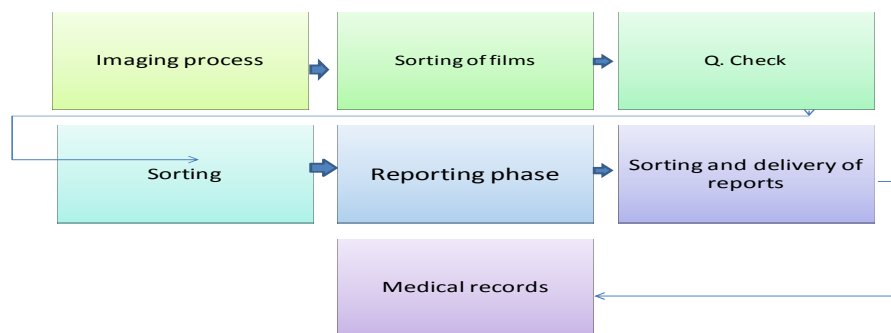 Imaging process
Sorting of films
Q. Check
Sorting
Reporting phase
Sorting and delivery of
reports
Medical records